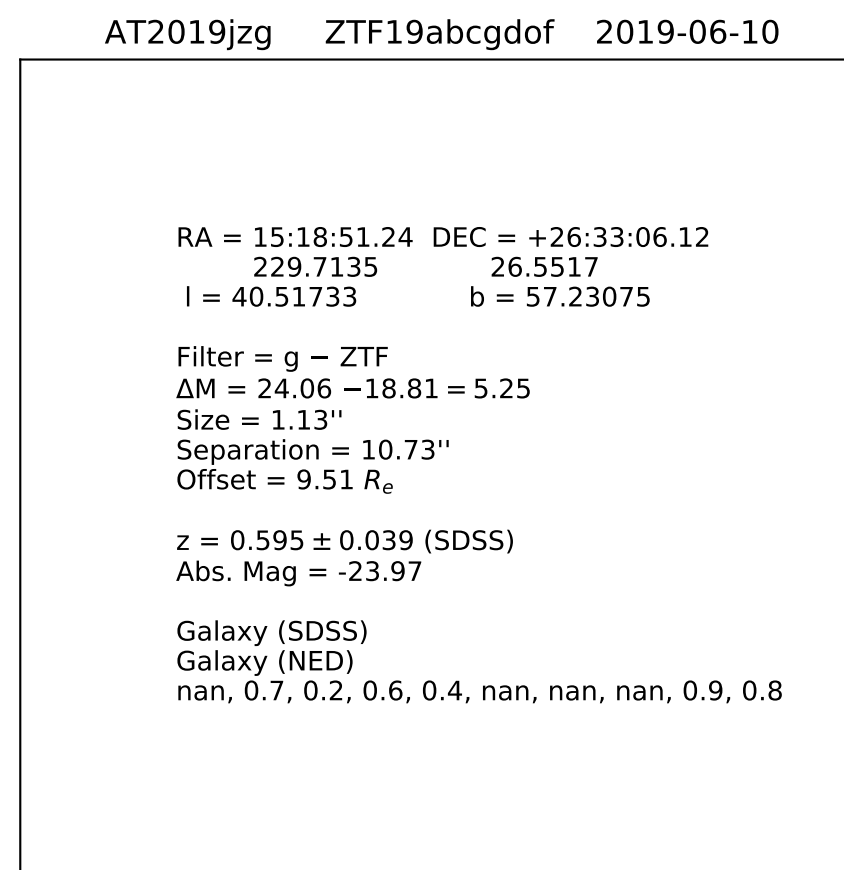 AT2019jzg ZTF19abcgdof 2019-06-10
RA = 15:18:51.24 DEC = +26:33:06.12
229.7135 26.5517
l = 40.51733 b = 57.23075
Filter = g − ZTF
ΔM = 24.06 −18.81 = 5.25
Size = 1.13''
Separation = 10.73''
Offset = 9.51 Re
z = 0.595 ± 0.039 (SDSS)
Abs. Mag = -23.97
Galaxy (SDSS)
Galaxy (NED)
nan, 0.7, 0.2, 0.6, 0.4, nan, nan, nan, 0.9, 0.8